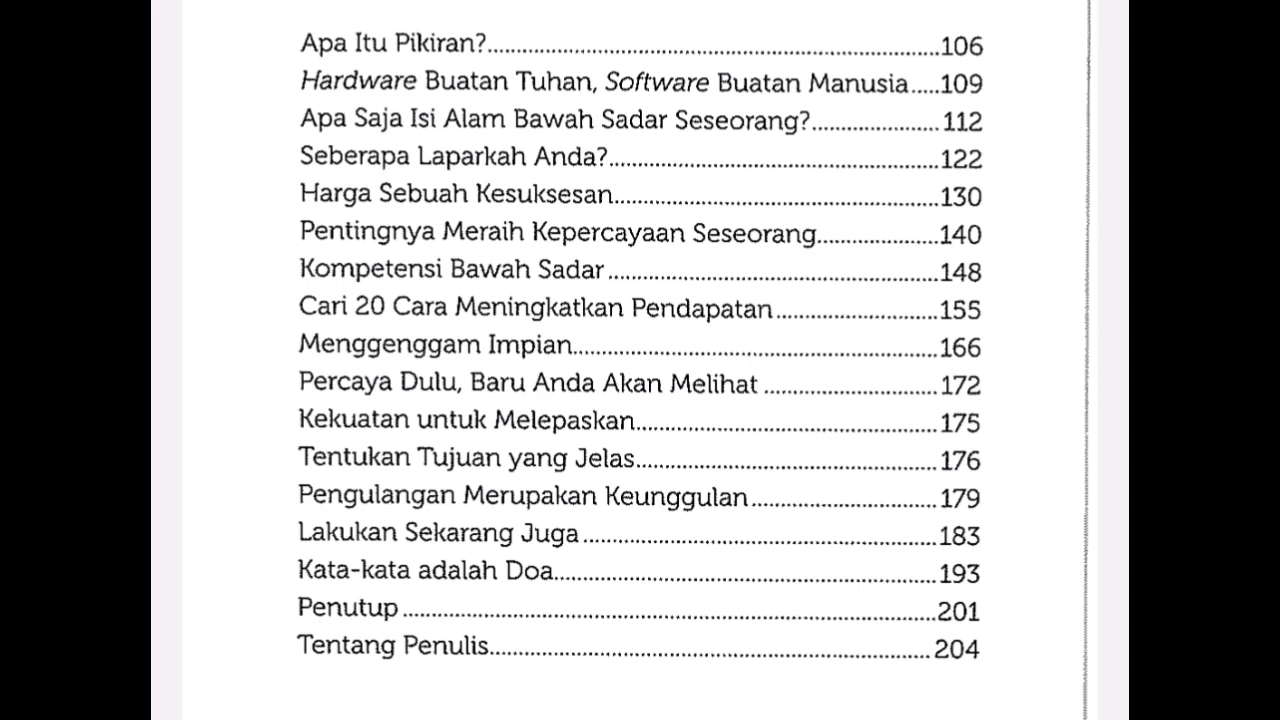 Apa Itu Pikiran?..........106
Hardware Buatan Tuhan, Software Buatan Manusia.....109
Apa Saja Isi Alam Bawah Sadar Seseorang?..........112
Seberapa Laparkah Anda?..........122
Harga Sebuah Kesuksesan..........130
Pentingnya Meraih Kepercayaan Seseorang..........140
Kompetensi Bawah Sadar..........148
Cari 20 Cara Meningkatkan Pendapatan..........155
Menggenggam Impian..........166
Percaya Dulu, Baru Anda Akan Melihat..........172
Kekuatan untuk Melepaskan..........175
Tentukan Tujuan yang Jelas..........176
Pengulangan Merupakan Keunggulan..........179
Lakukan Sekarang Juga..........183
Kata-kata adalah Doa..........193
Penutup..........201
Tentang Penulis..........204